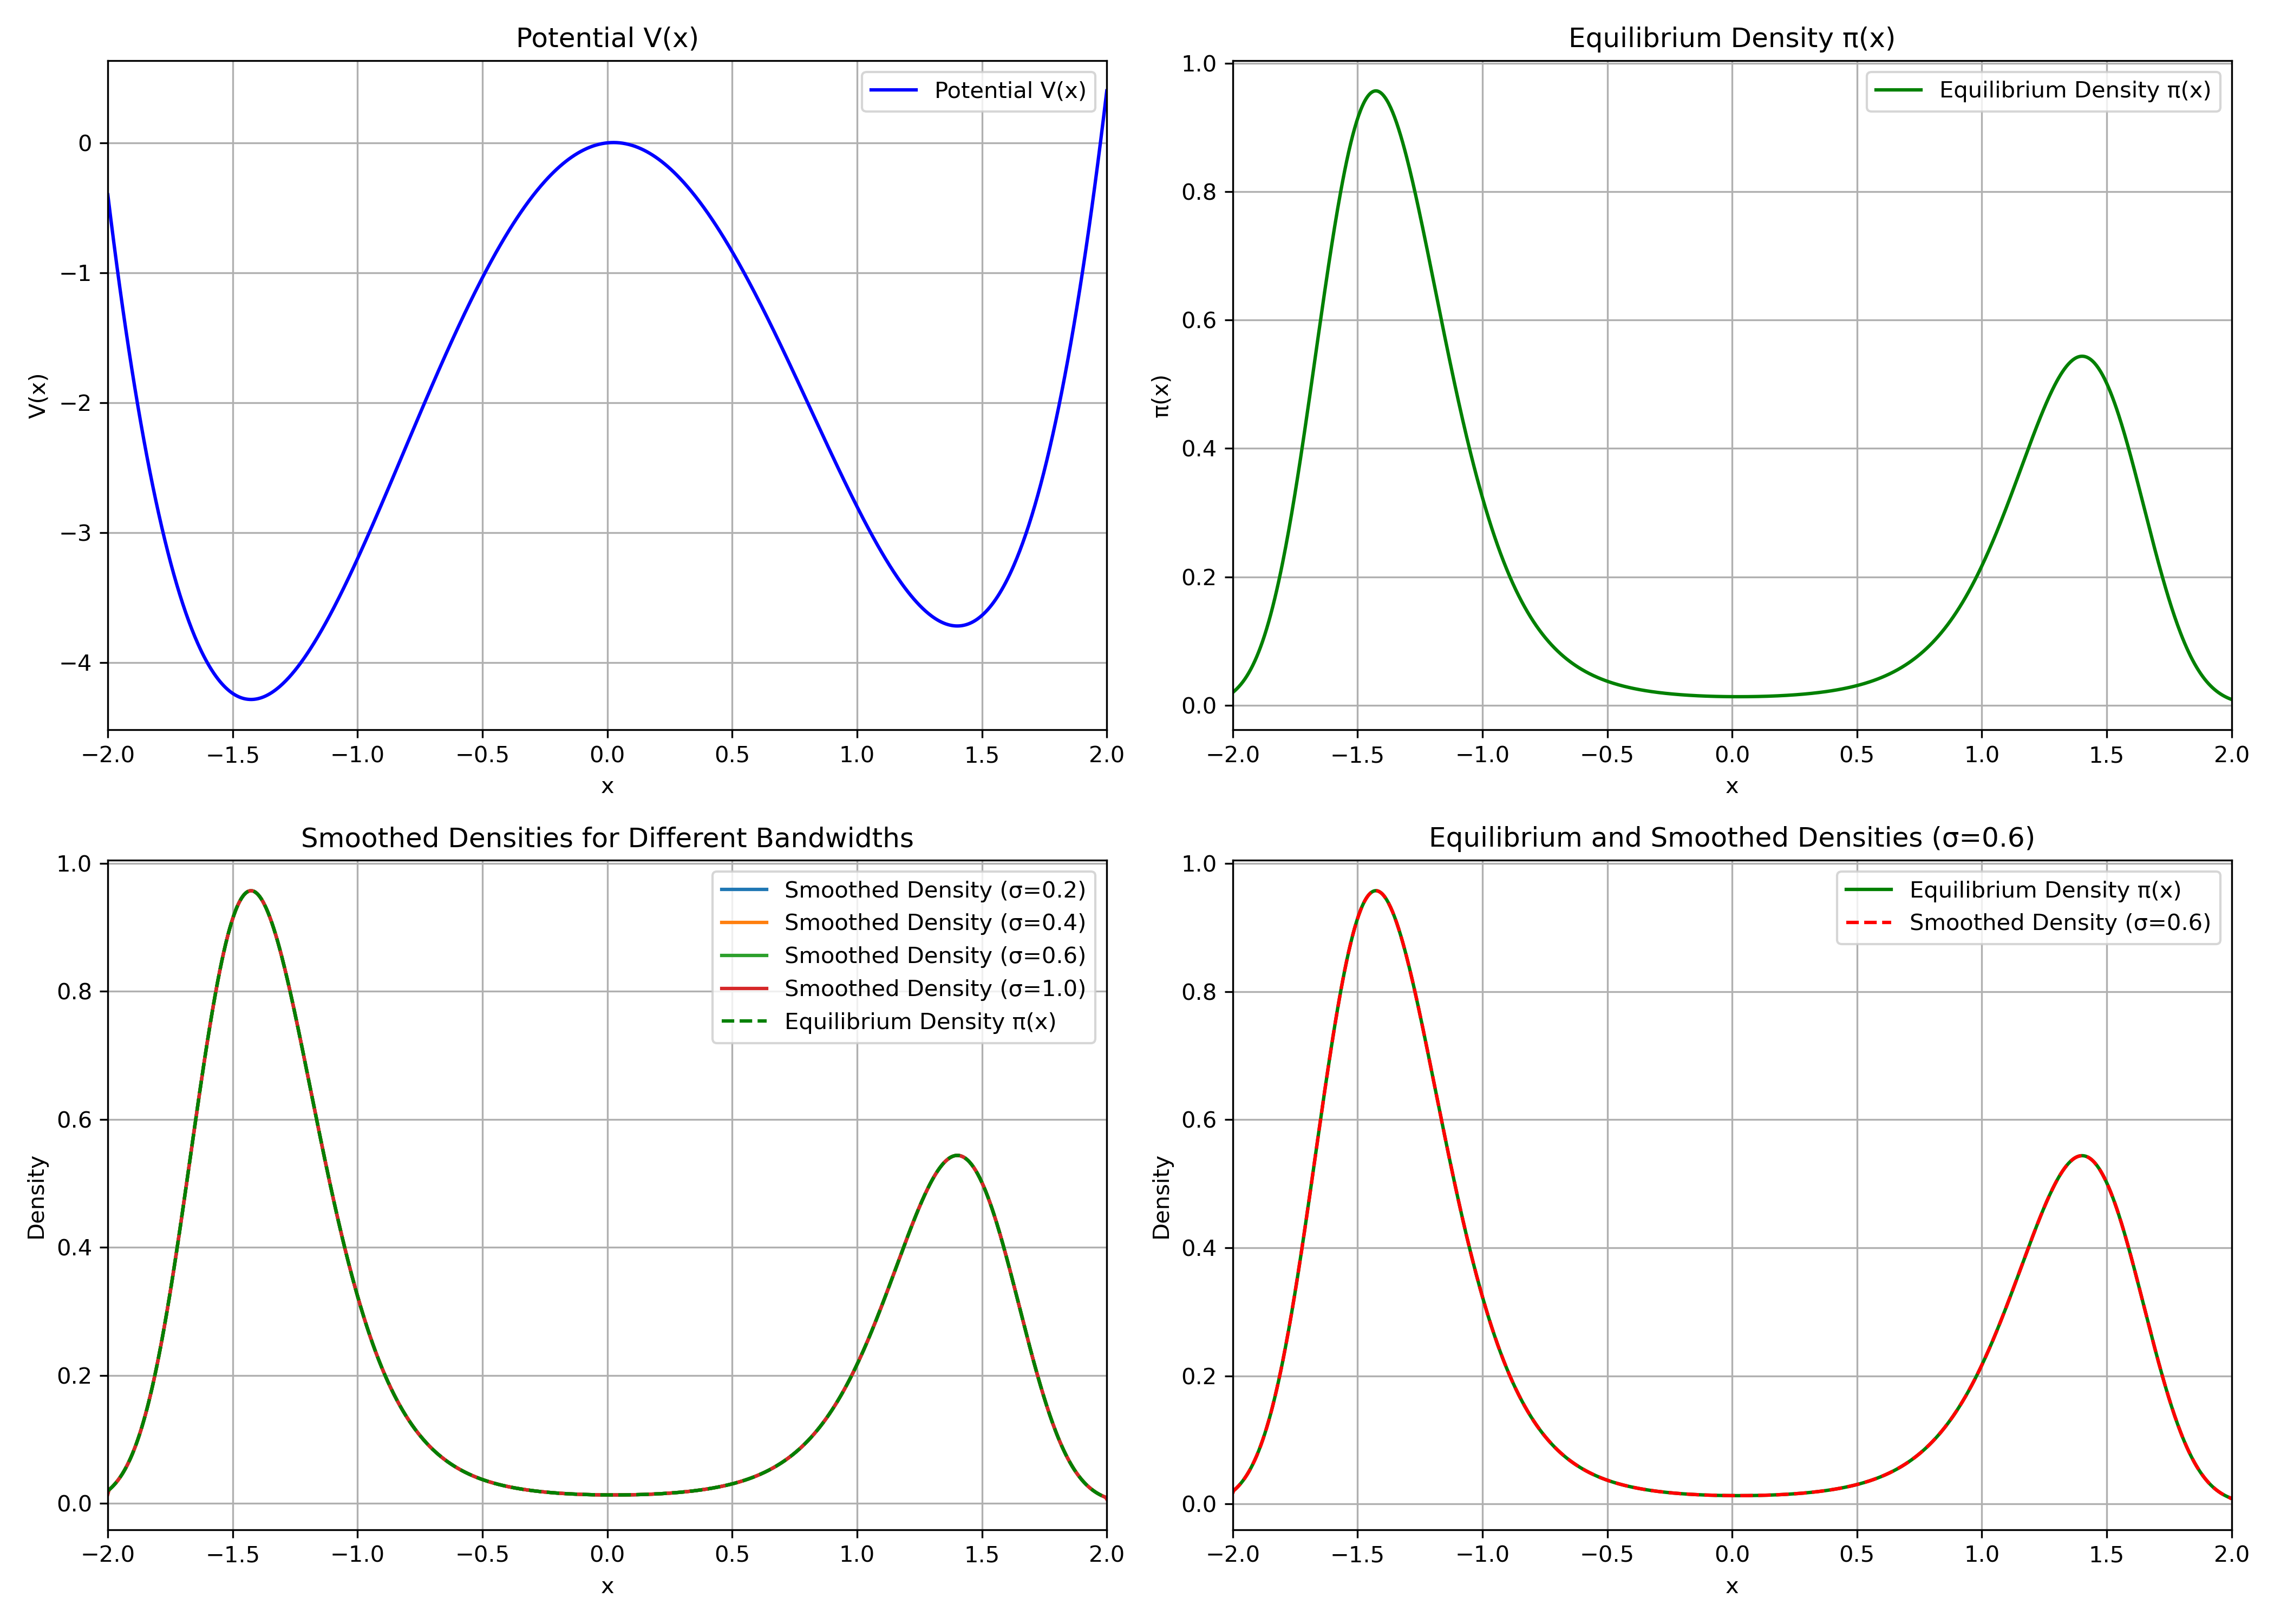 Potential V(x)
Potential V(x)
V(x)
0
−1
−2
−3
−4
−2.0 −1.5 −1.0 −0.5 0.0 0.5 1.0 1.5 2.0
x
Equilibrium Density π(x)
Equilibrium Density π(x)
π(x)
1.0
0.8
0.6
0.4
0.2
0.0
−2.0 −1.5 −1.0 −0.5 0.0 0.5 1.0 1.5 2.0
x
Smoothed Densities for Different Bandwidths
Smoothed Density (σ=0.2)
Smoothed Density (σ=0.4)
Smoothed Density (σ=0.6)
Smoothed Density (σ=1.0)
Equilibrium Density π(x)
Density
1.0
0.8
0.6
0.4
0.2
0.0
−2.0 −1.5 −1.0 −0.5 0.0 0.5 1.0 1.5 2.0
x
Equilibrium and Smoothed Densities (σ=0.6)
Equilibrium Density π(x)
Smoothed Density (σ=0.6)
Density
1.0
0.8
0.6
0.4
0.2
0.0
−2.0 −1.5 −1.0 −0.5 0.0 0.5 1.0 1.5 2.0
x